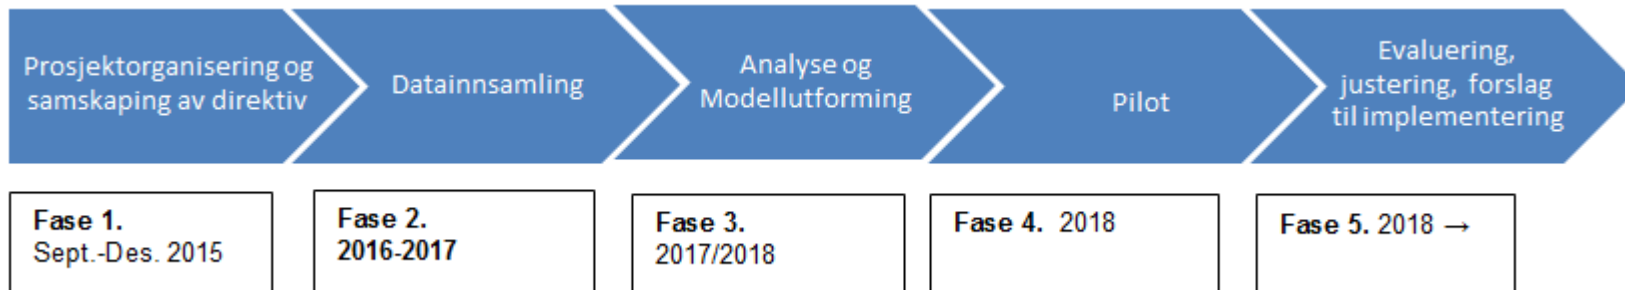 Prosjektorganisering og
samskaping av direktiv
Datainnsamling
Analyse og
Modellutforming
Pilot
Evaluering,
justering, forslag
til implementering
Fase 1.
Sept.-Des. 2015
Fase 2.
2016-2017
Fase 3.
2017/2018
Fase 4. 2018
Fase 5. 2018 →